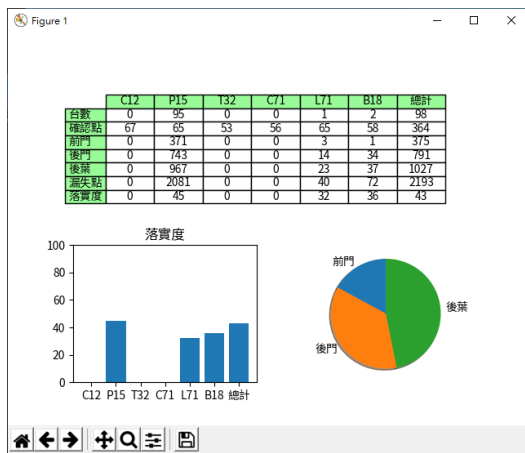 Figure 1
C12 P15 T32 C71 L71 B18 總計
台數 0 95 0 0 1 2 98
確認點 67 65 53 56 65 58 364
前門 0 371 0 0 3 1 375
後門 0 743 0 0 14 34 791
後葉 0 967 0 0 23 37 1027
漏失點 0 2081 0 0 40 72 2193
落實度 0 45 0 0 32 36 43
落實度
100
80
60
40
20
0
C12 P15 T32 C71 L71 B18 總計
前門
後葉
後門